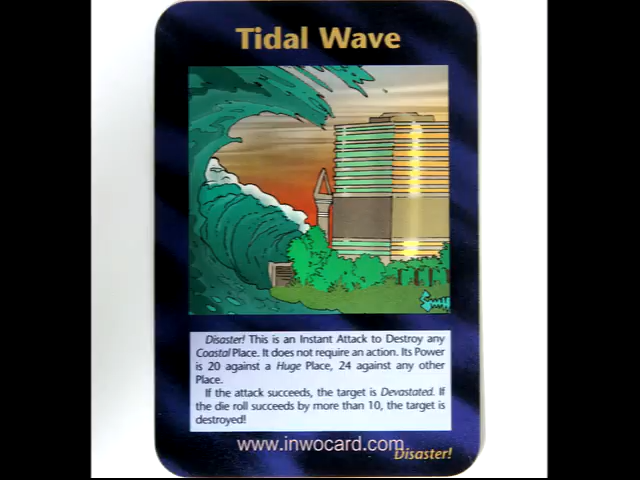 Tidal Wave
Disaster! This is an Instant Attack to Destroy any
Coastal Place. It does not require an action. Its Power
is 20 against a Huge Place, 24 against any other
Place.
If the attack succeeds, the target is Devastated. If
the die roll succeeds by more than 10, the target is
destroyed!
www.inwocard.com
Disaster!